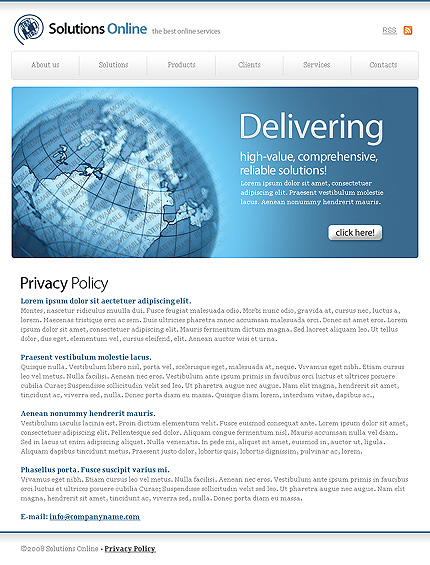 Solutions Online the best online services
RSS
About us Solutions Products Clients Services Contacts
Delivering
high-value, comprehensive,
reliable solutions!
Lorem ipsum dolor sit amet, consectetuer
adipiscing elit. Praesent vestibulum molestie
lacus. Aenean nonummy hendrerit mauris.
click here!
Privacy Policy
Lorem ipsum dolor sit aectetuer adipiscing elit.
Montes, nascetur ridiculus muulla dui. Fusce feugiat malesuada odio. Morbi nunc odio, gravida at, cursus nec, luctus a,
lorem. Maecenas tristique orci ac sem. Duis ultricies pharetra magna accumsan malesuada orci. Dolor sit amet eros. Lorem
ipsum dolor sit amet, consectetuer adipiscing elit. Mauris fermentum dictum magna. Sed laoreet aliquam leo. Ut tellus
dolor, dus eget, elementum vel, cursus eleifend, elit. Aenean auctor wisi et urna.
Praesent vestibulum molestie lacus.
Quisque nulla. Vestibulum libero nisl, porta vel, scelerisque eget, malesuada at, neque. Vivamus eget nibh. Etiam cursus
leo vel metus. Nulla facilisi. Aenean nec eros. Vestibulum ante ipsum primis in faucibus orci luctus et ultrices posuere
cubilia Curae; Suspendisse sollicitudin velit sed leo. Ut pharetra augue nec augue. Nam elit magna, hendrerit sit amet,
tincidunt ac, viverra sed, nulla. Quisque diam lorem, interdum vitae, dapibus ac.,
Aenean nonummy hendrerit mauris.
Vestibulum iaculis lacinia est. Proin dictum elementum velit. Fusce euismod consequat ante. Lorem ipsum dolor sit amet,
consectetuer adipiscing elit. Pellentesque sed dolor. Aliquam congue fermentum nisl. Mauris accumsan nulla vel diam.
Sed in lacus ut enim adipiscing aliquet. Nulla venenatis. In pede mi, aliquet sit amet, euismod in, auctor ut, ligula.
Aliquam dapibus tincidunt metus. Praesent justo dolor, lobortis quis, lobortis dignissim, pulvinar ac, lorem.
Phasellus porta. Fusce suscipit varius mi.
Vivamus eget nibh. Etiam cursus leo vel metus. Nulla facilisi. Aenean nec eros. Vestibulum ante ipsum primis in faucibus
orci luctus et ultrices posuere cubilia Curae; Suspendisse sollicitudin velit sed leo. Ut pharetra augue nec augue. Nam elit
magna, hendrerit sit amet, tincidunt ac, viverra sed, nulla. Donec porta diam eu massa.
E-mail: info@companyname.com
©2008 Solutions Online • Privacy Policy